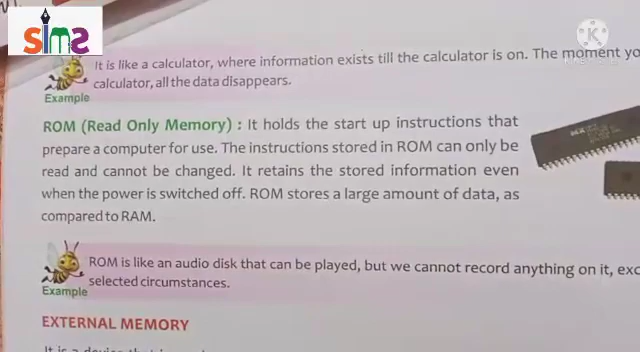 sims
It is like a calculator, where information exists till the calculator is on. The moment yo
calculator, all the data disappears.
Example
ROM (Read Only Memory) : It holds the start up instructions that
prepare a computer for use. The instructions stored in ROM can only be
read and cannot be changed. It retains the stored information even
when the power is switched off. ROM stores a large amount of data, as
compared to RAM.
ROM is like an audio disk that can be played, but we cannot record anything on it, exc
selected circumstances.
Example
EXTERNAL MEMORY